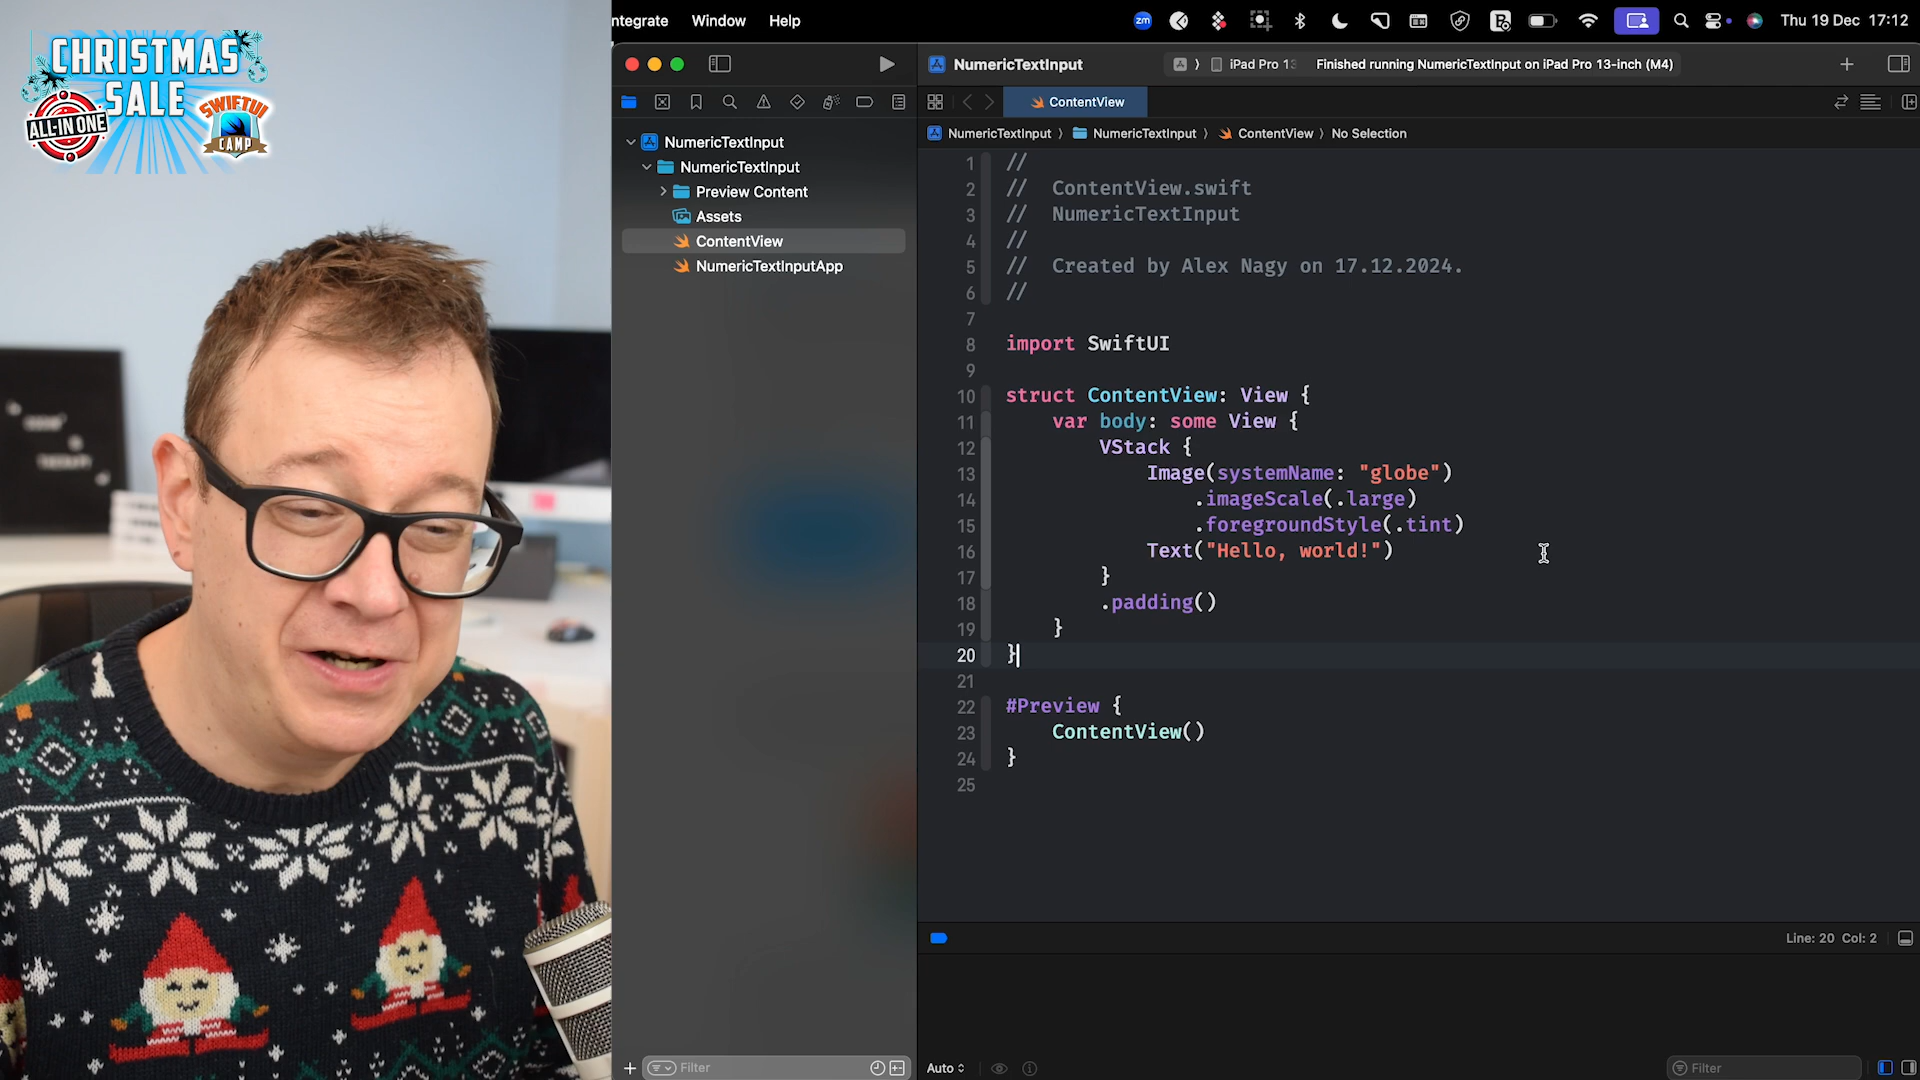 CHRISTMAS
SALE
ALL-IN ONE
SWIFTUI
CAMP
ntegrate Window Help
zm
Thu 19 Dec 17:12
NumericTextInput
iPad Pro 13
Finished running NumericTextInput on iPad Pro 13-inch (M4)
ContentView
NumericTextInput
NumericTextInput
Preview Content
Assets
ContentView
NumericTextInputApp
NumericTextInput
NumericTextInput
ContentView
No Selection
1 //
2 // ContentView.swift
3 // NumericTextInput
4 //
5 // Created by Alex Nagy on 17.12.2024.
6 //
7
8 import SwiftUI
9
10 struct ContentView: View {
11 var body: some View {
12 VStack {
13 Image(systemName: "globe")
14 .imageScale(.large)
15 .foregroundStyle(.tint)
16 Text("Hello, world!")
17 }
18 .padding()
19 }
20 }
21
22 #Preview {
23 ContentView()
24 }
25
Line: 20 Col: 2
Filter
Auto
Filter